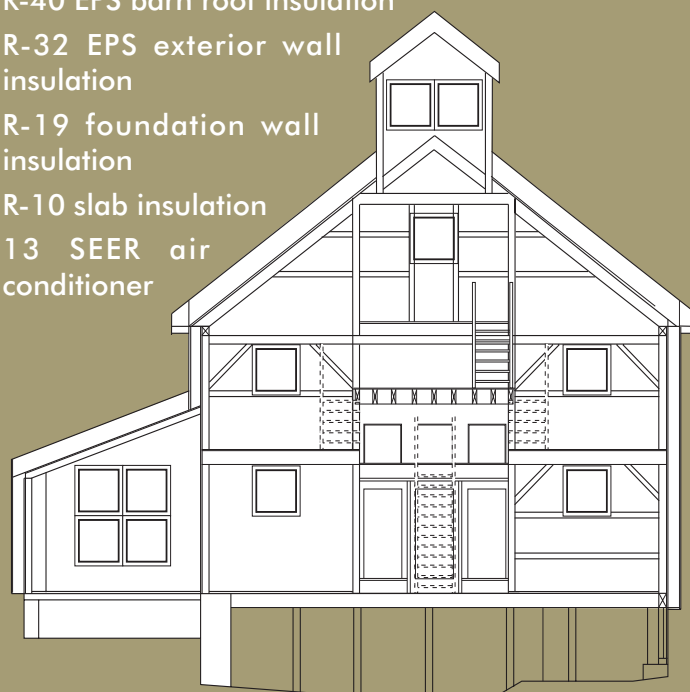 R-40 EPS barn roof insulation
R-32 EPS exterior wall
insulation
R-19 foundation wall
insulation
R-10 slab insulation
13 SEER air
conditioner